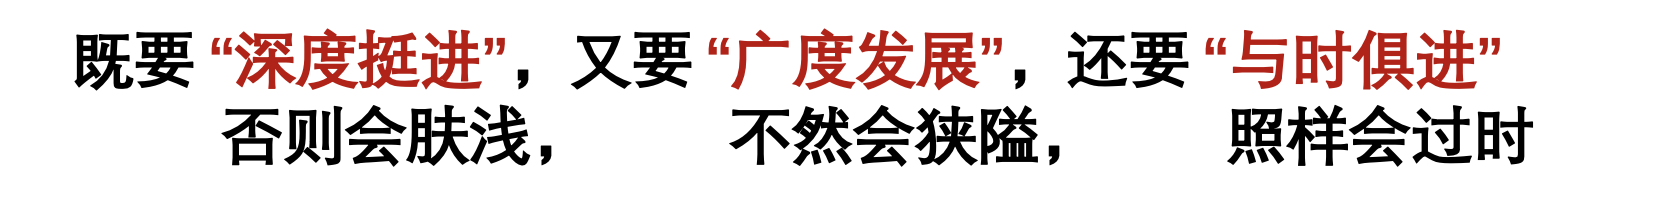 既要“深度挺进”，又要“广度发展”，还要“与时俱进”
否则会肤浅， 不然会狭隘， 照样会过时